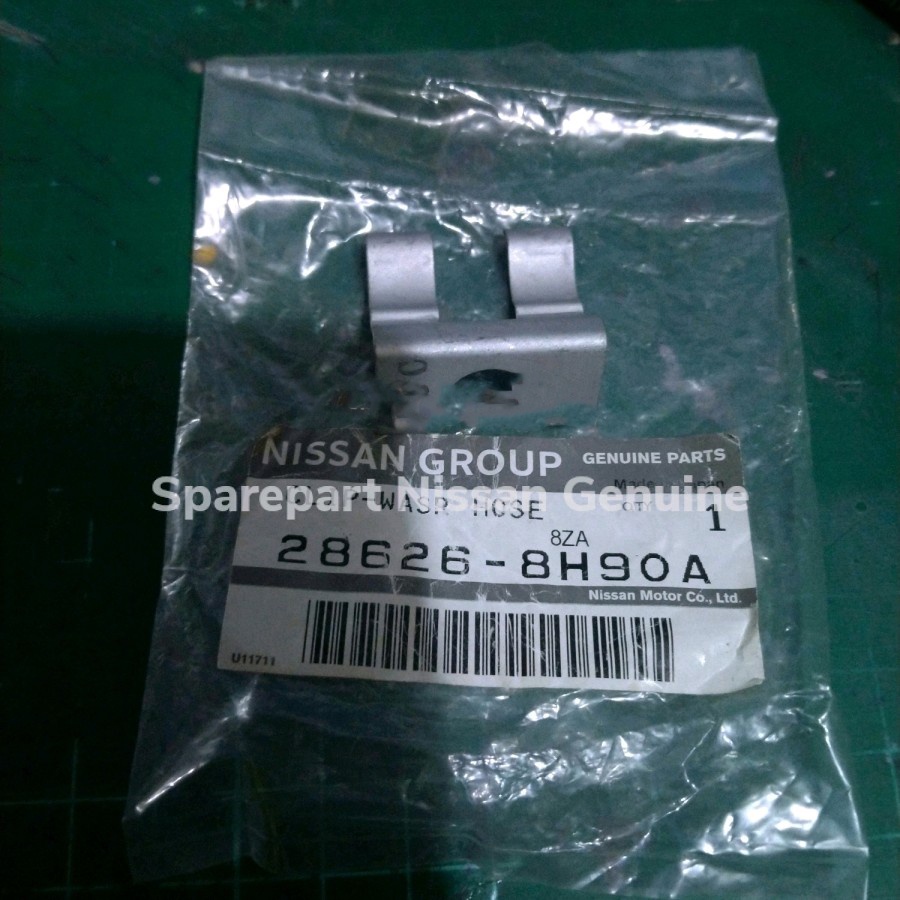 NISSAN GROUP GENUINE PARTS
Sparepart Nissan Genuine
WASR HOSE
1
8ZA
28626-8H90A
Nissan Motor Co., Ltd.
U11711